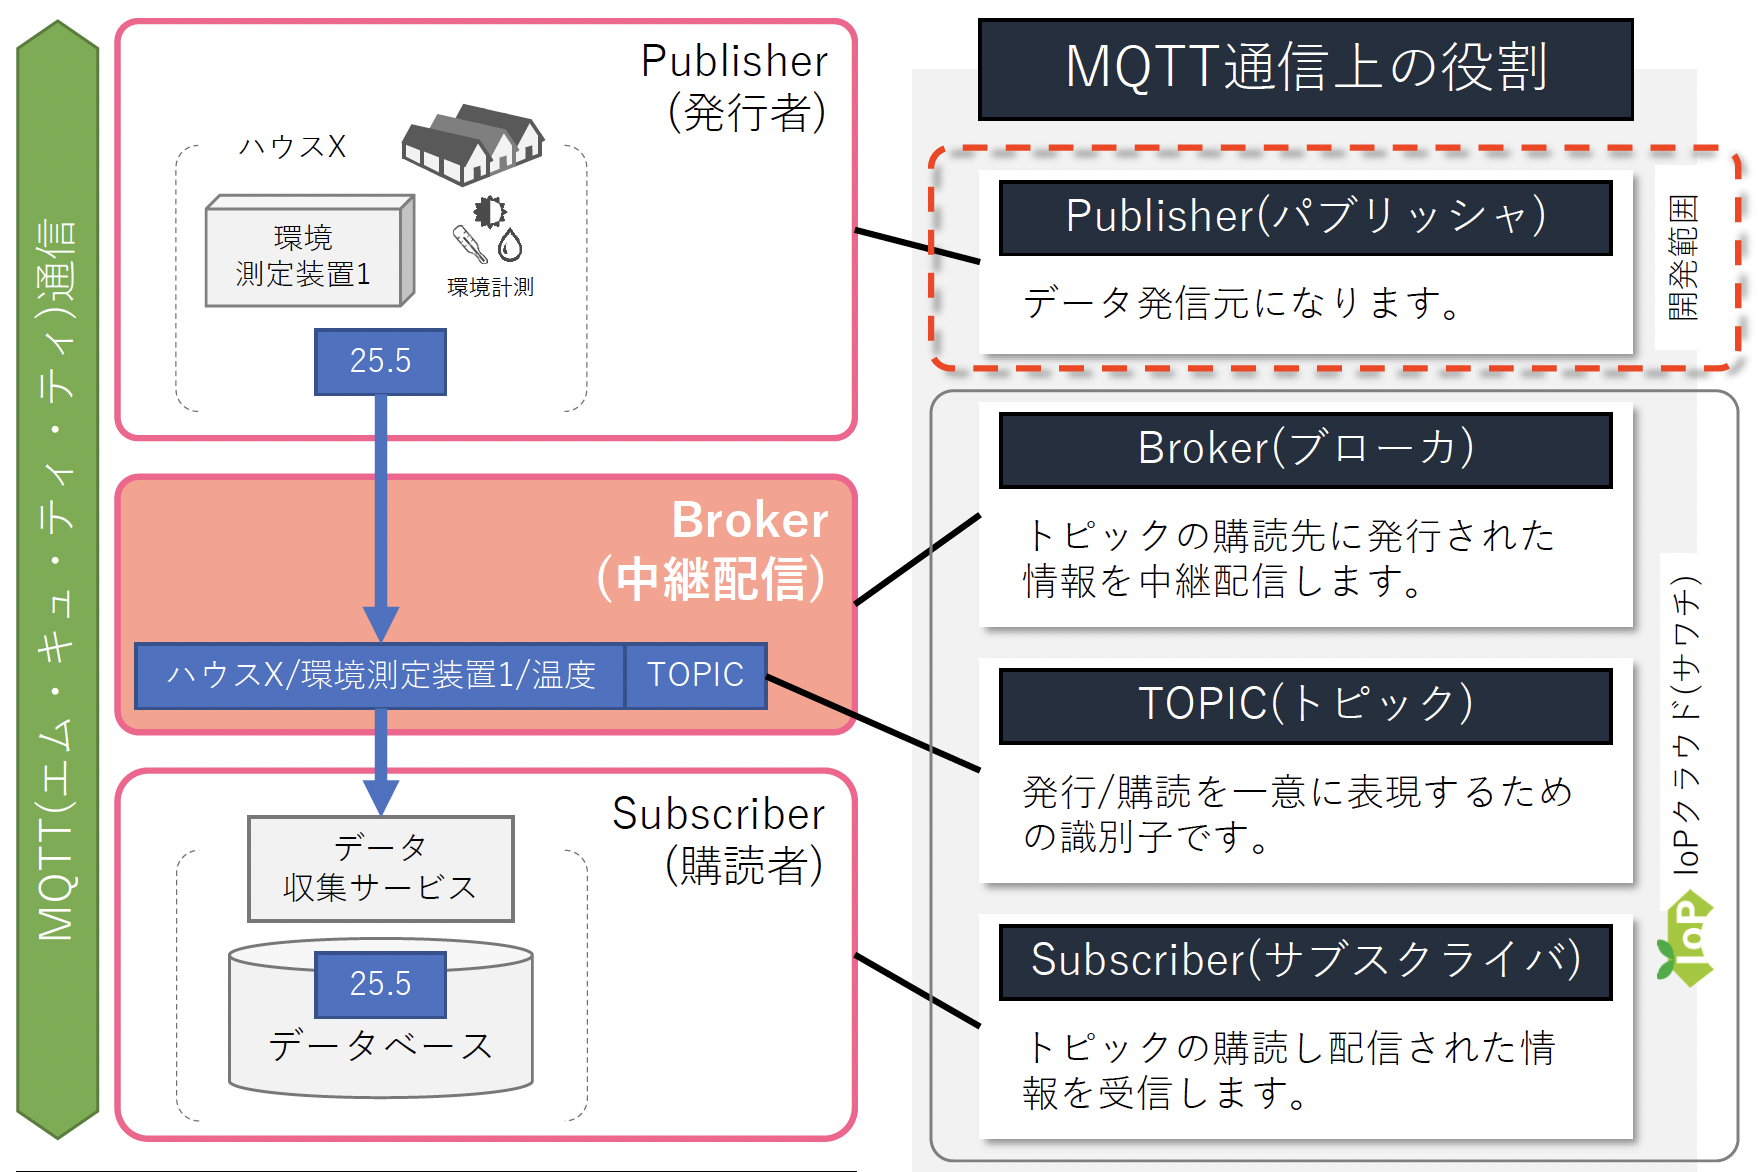 MQTT(エム・キュ・ティ・ティ)通信
Publisher
(発行者)
ハウスX
環境
測定装置1
環境計測
25.5
Broker
(中継配信)
ハウスX/環境測定装置1/温度
TOPIC
Subscriber
(購読者)
データ
収集サービス
25.5
データベース
MQTT通信上の役割
Publisher(パブリッシャ)
データ発信元になります。
開発範囲
Broker(ブローカ)
トピックの購読先に発行された
情報を中継配信します。
TOPIC(トピック)
発行/購読を一意に表現するため
の識別子です。
Subscriber(サブスクライバ)
トピックの購読し配信された情
報を受信します。
IoPクラウド(サワチ)
IoP